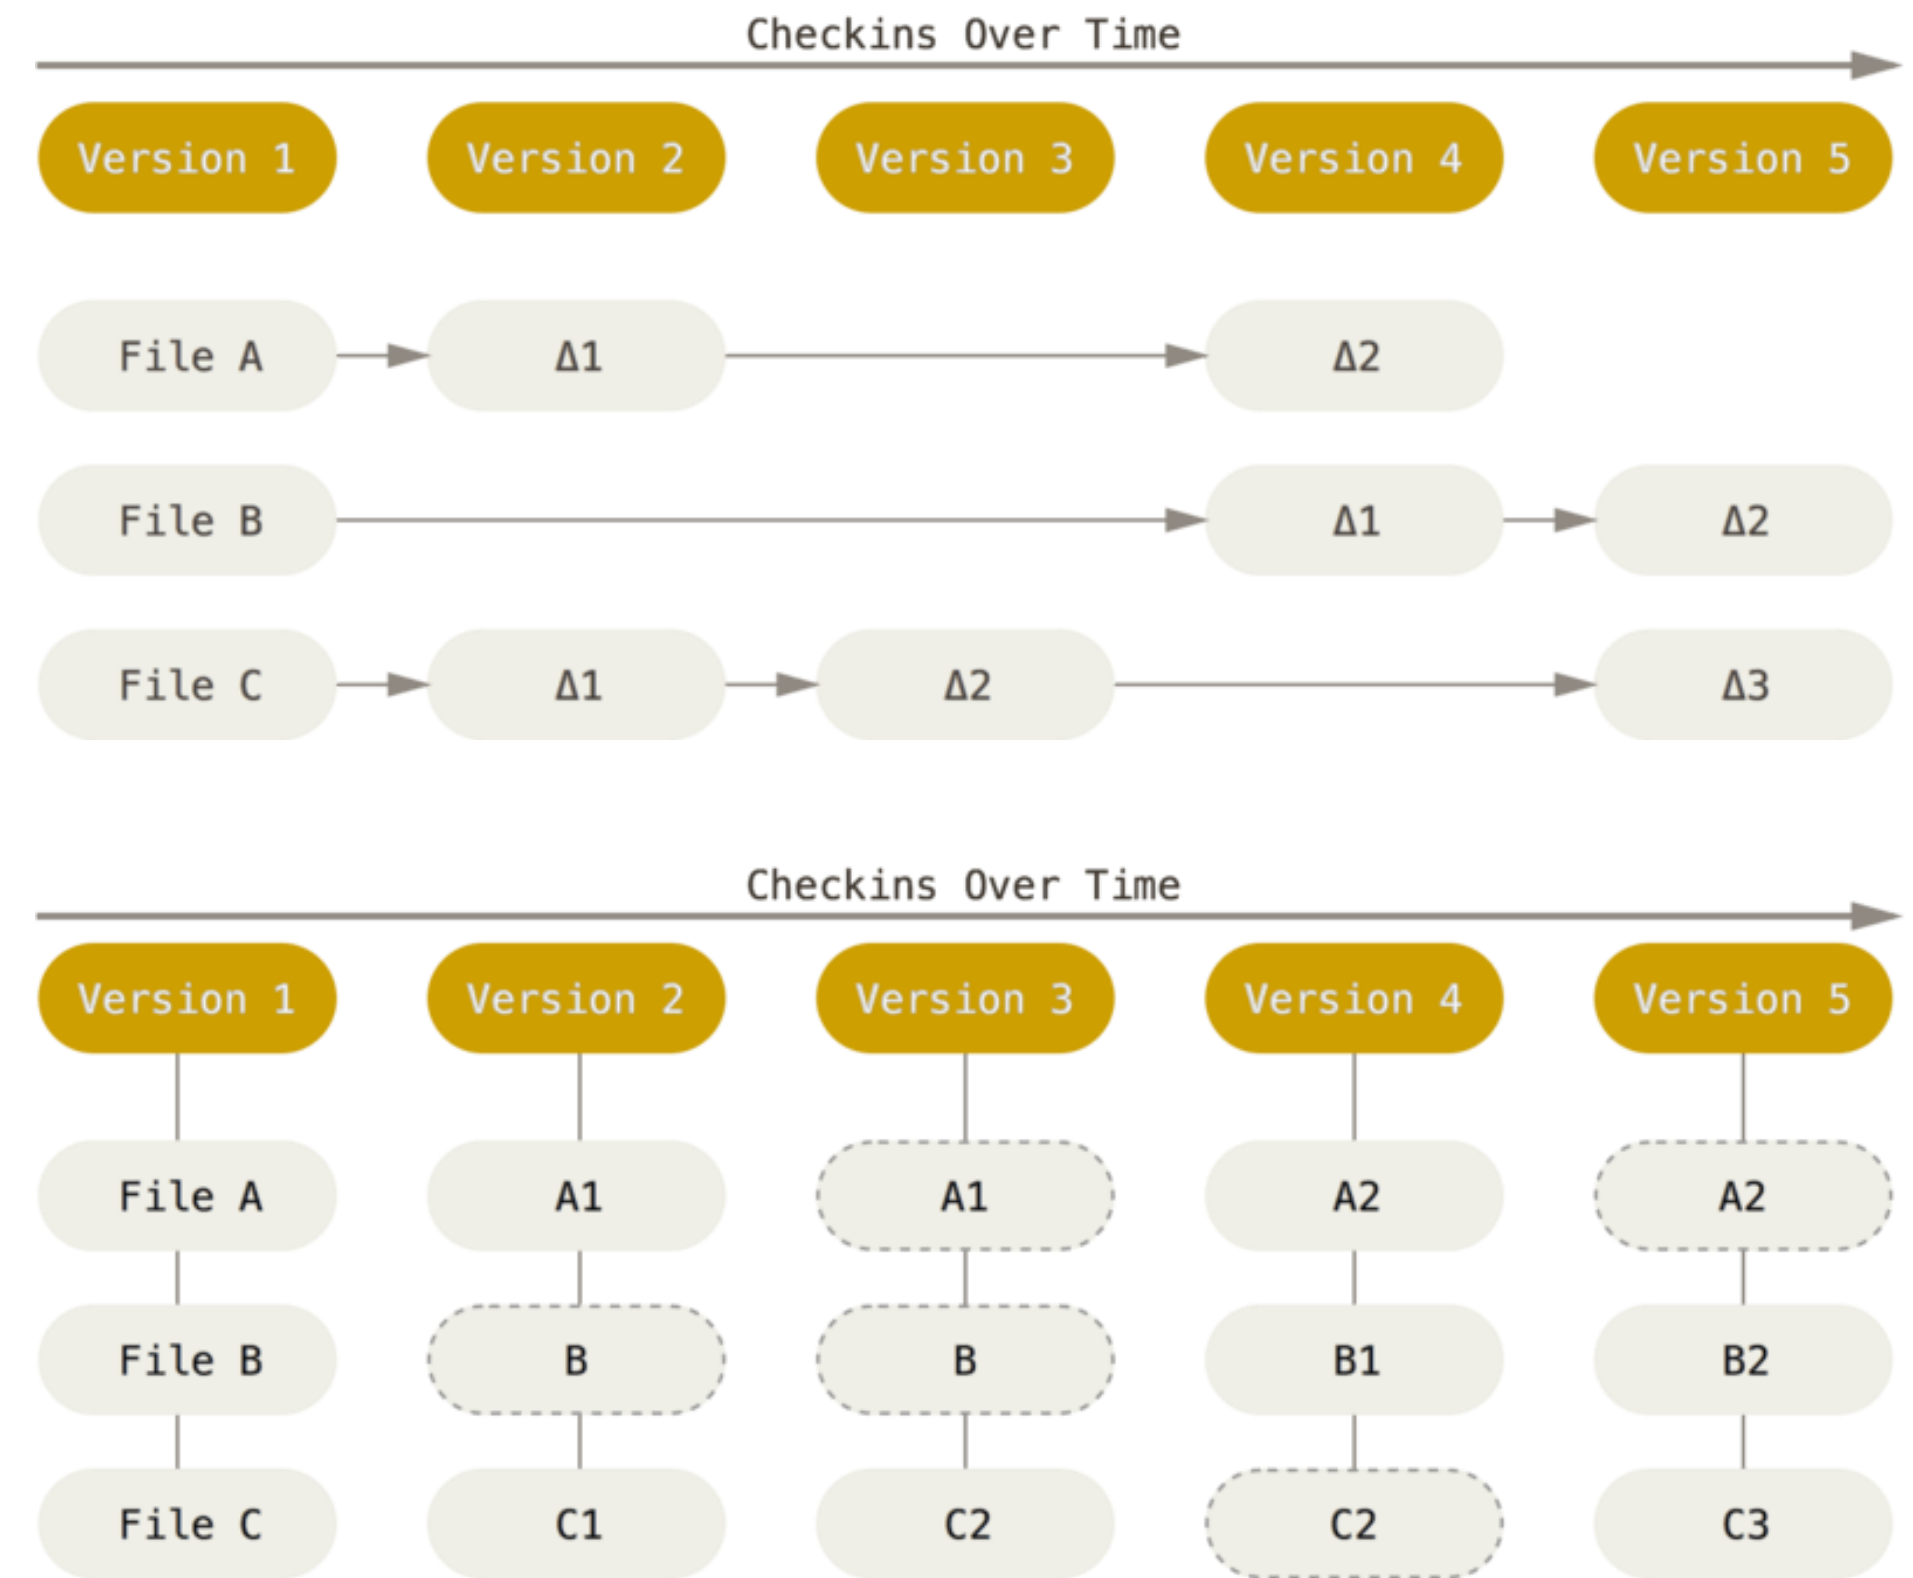 Checkins Over Time
Version 1 Version 2 Version 3 Version 4 Version 5
File A Δ1 Δ2
File B Δ1 Δ2
File C Δ1 Δ2 Δ3
Checkins Over Time
Version 1 Version 2 Version 3 Version 4 Version 5
File A A1 A1 A2 A2
File B B B B1 B2
File C C1 C2 C2 C3